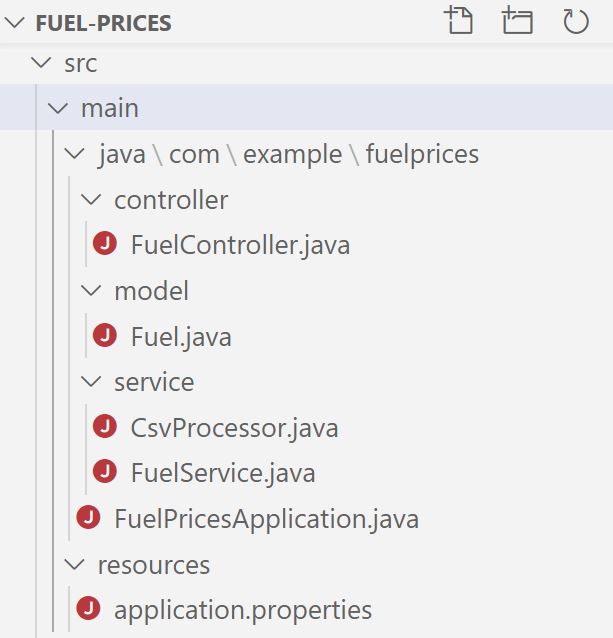 FUEL-PRICES
src
main
java \ com \ example \ fuelprices
controller
J FuelController.java
model
J Fuel.java
service
J CsvProcessor.java
J FuelService.java
J FuelPricesApplication.java
resources
J application.properties